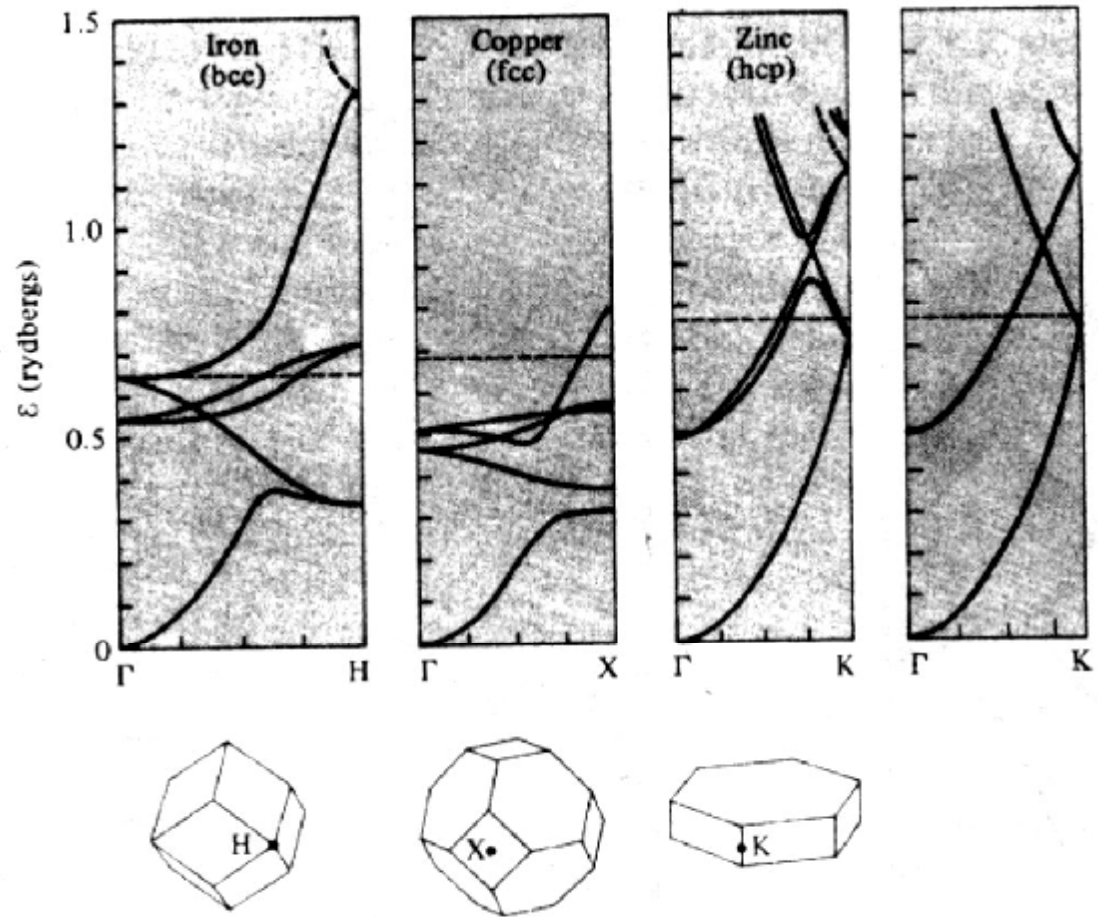 1.5
1.0
0.5
0
ε (rydbergs)
Iron
(bcc)
Copper
(fcc)
Zinc
(hcp)
Γ
H
Γ
X
Γ
K
Γ
K
H
X
K